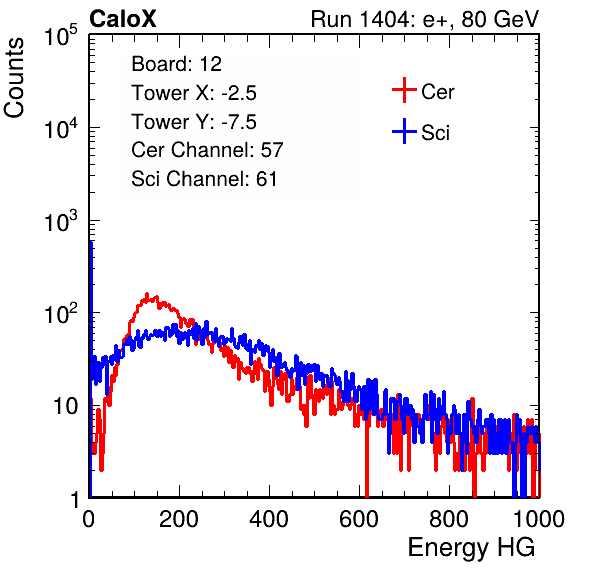 CaloX Run 1404: e+, 80 GeV
Counts
10^5
10^4
10^3
10^2
10
1
Board: 12
Tower X: -2.5
Tower Y: -7.5
Cer Channel: 57
Sci Channel: 61
Cer
Sci
0 200 400 600 800 1000
Energy HG